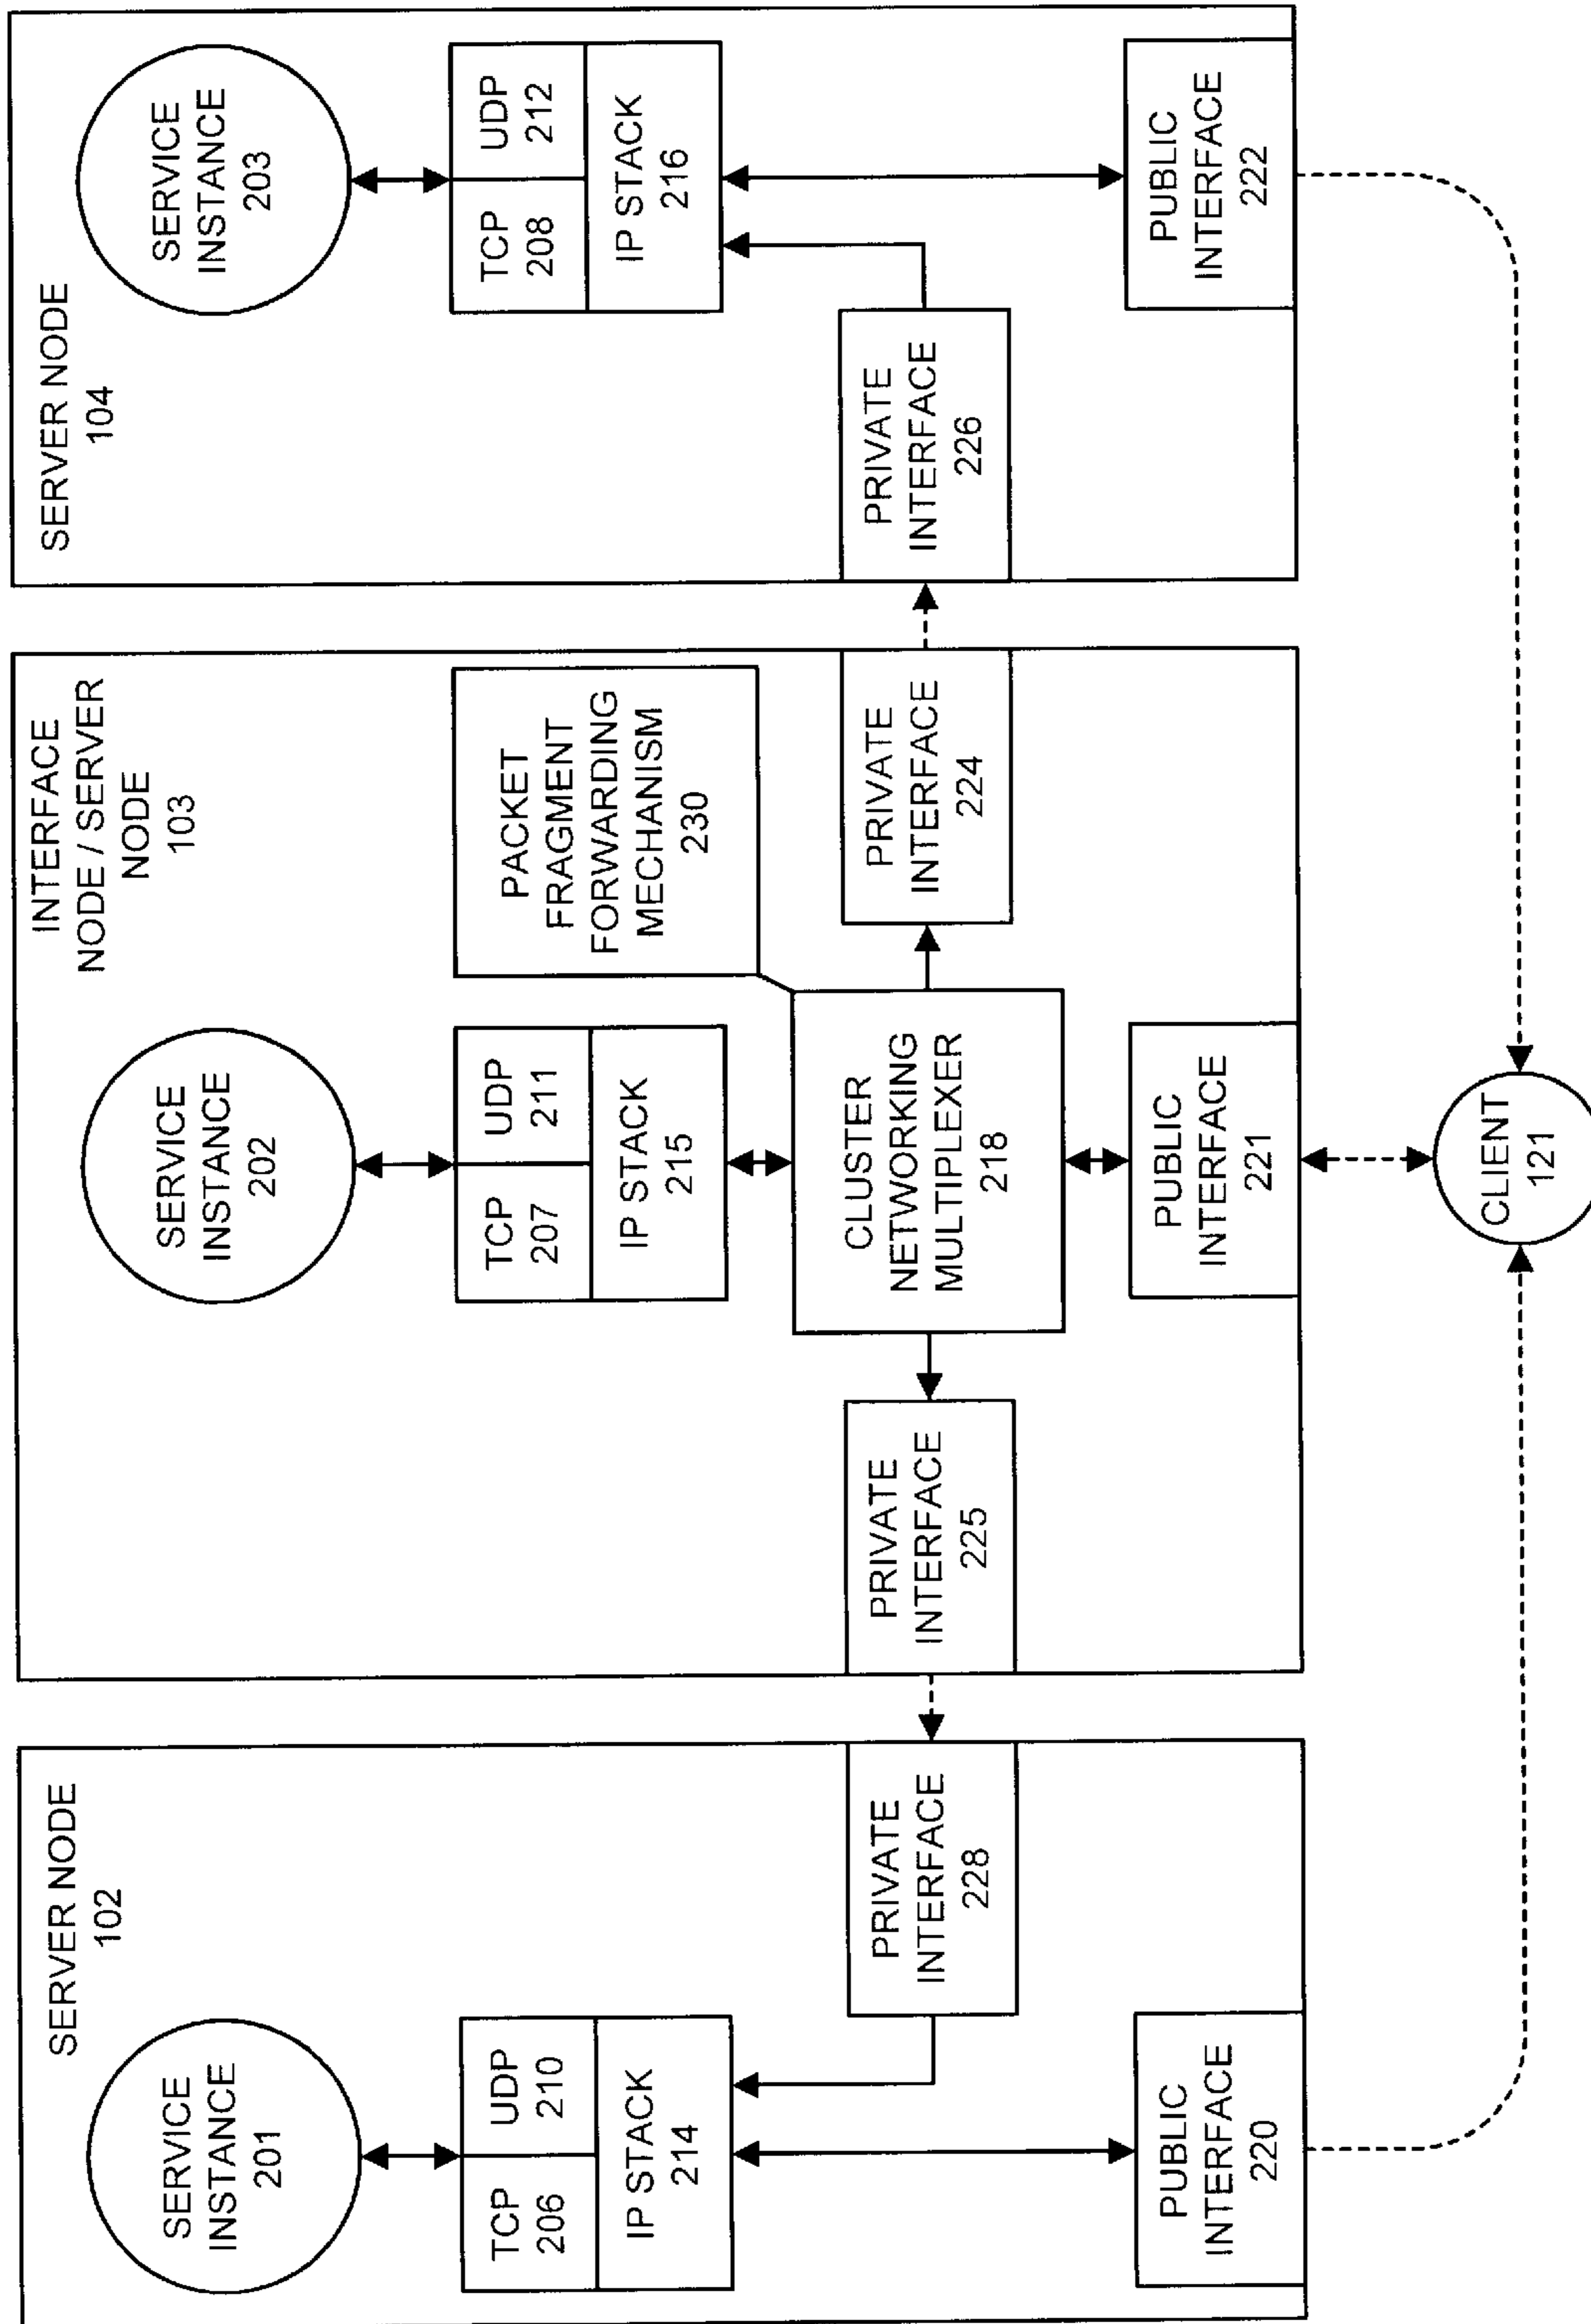 SERVER NODE
102
SERVICE
INSTANCE
201
TCP
206
UDP
210
IP STACK
214
PRIVATE
INTERFACE
228
PUBLIC
INTERFACE
220
INTERFACE
NODE / SERVER
NODE
103
SERVICE
INSTANCE
202
TCP
207
UDP
211
IP STACK
215
PACKET
FRAGMENT
FORWARDING
MECHANISM
230
PRIVATE
INTERFACE
225
CLUSTER
NETWORKING
MULTIPLEXER
218
PRIVATE
INTERFACE
224
PUBLIC
INTERFACE
221
SERVER NODE
104
SERVICE
INSTANCE
203
TCP
208
UDP
212
IP STACK
216
PRIVATE
INTERFACE
226
PUBLIC
INTERFACE
222
CLIENT
121